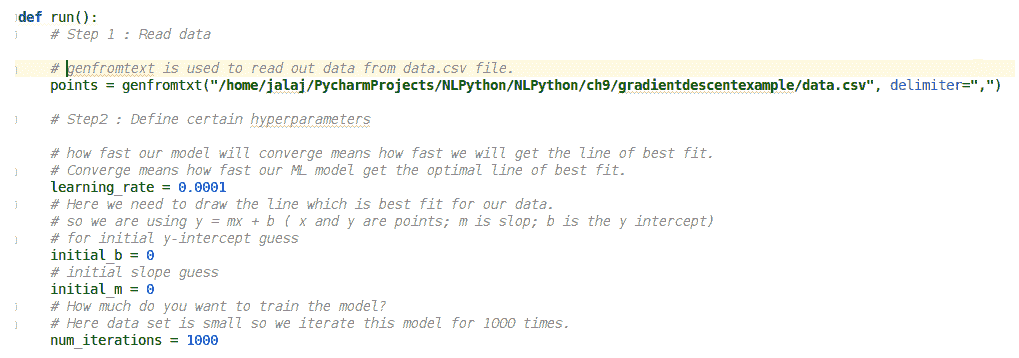 def run():
# Step 1 : Read data
# genfromtext is used to read out data from data.csv file.
points = genfromtxt("/home/jalaj/PycharmProjects/NLPython/NLPython/ch9/gradientdescentexample/data.csv", delimiter=",")
# Step2 : Define certain hyperparameters
# how fast our model will converge means how fast we will get the line of best fit.
# Converge means how fast our ML model get the optimal line of best fit.
learning_rate = 0.0001
# Here we need to draw the line which is best fit for our data.
# so we are using y = mx + b ( x and y are points; m is slop; b is the y intercept)
# for initial y-intercept guess
initial_b = 0
# initial slope guess
initial_m = 0
# How much do you want to train the model?
# Here data set is small so we iterate this model for 1000 times.
num_iterations = 1000